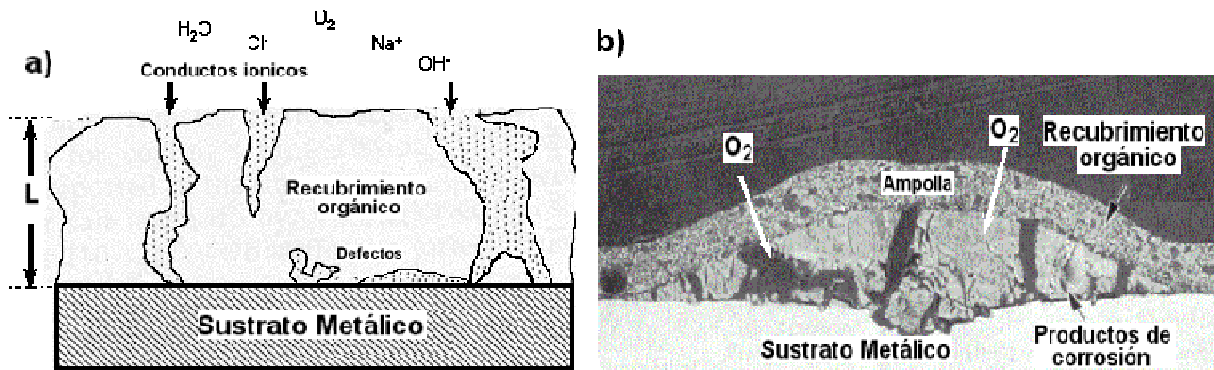 a)
H₂O
Cl-
O₂
Na⁺
OH-
Conductos ionicos
L
Recubrimiento
orgánico
Defectos
Sustrato Metálico
b)
O₂
O₂
Recubrimiento
orgánico
Ampolla
Sustrato Metálico
Productos de
corrosión